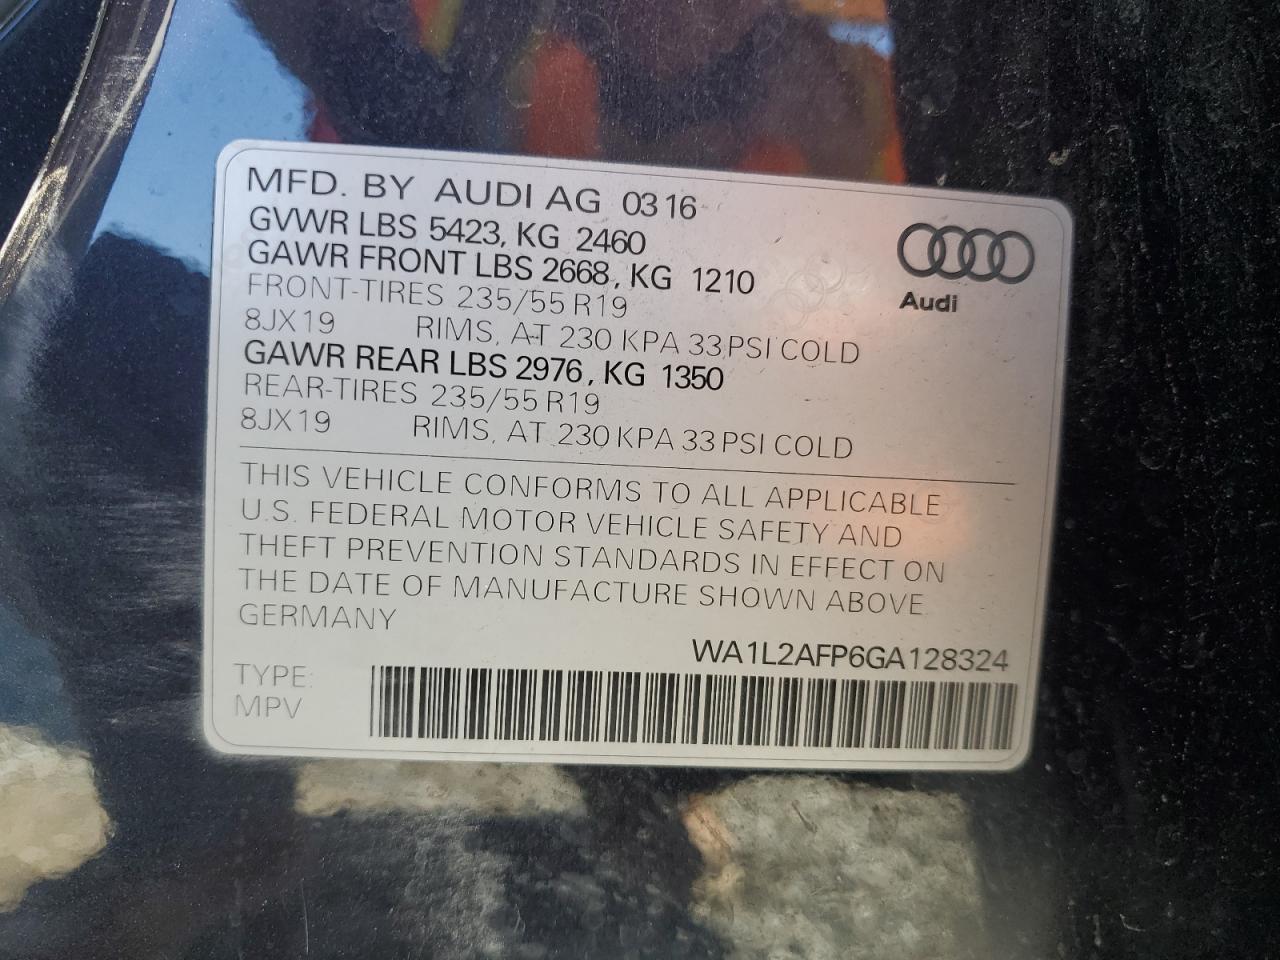 MFD. BY AUDI AG 0316
GVWR LBS 5423, KG 2460
GAWR FRONT LBS 2668, KG 1210
FRONT-TIRES 235/55 R19
8JX19 RIMS, AT 230 KPA 33 PSI COLD
GAWR REAR LBS 2976, KG 1350
REAR-TIRES 235/55 R19
8JX19 RIMS, AT 230 KPA 33 PSI COLD
Audi
THIS VEHICLE CONFORMS TO ALL APPLICABLE
U.S. FEDERAL MOTOR VEHICLE SAFETY AND
THEFT PREVENTION STANDARDS IN EFFECT ON
THE DATE OF MANUFACTURE SHOWN ABOVE
GERMANY
WA1L2AFP6GA128324
TYPE:
MPV